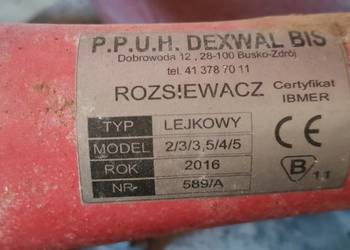 P.P.U.H. DEXWAL BIS
Dobrowoda 12 , 28-100 Busko-Zdrój
tel. 41 378 70 11
ROZSIEWACZ Certyfikat
IBMER
TYP LEJKOWY
MODEL 2/3/3,5/4/5
ROK 2016
NR 589/A
CE
B 11